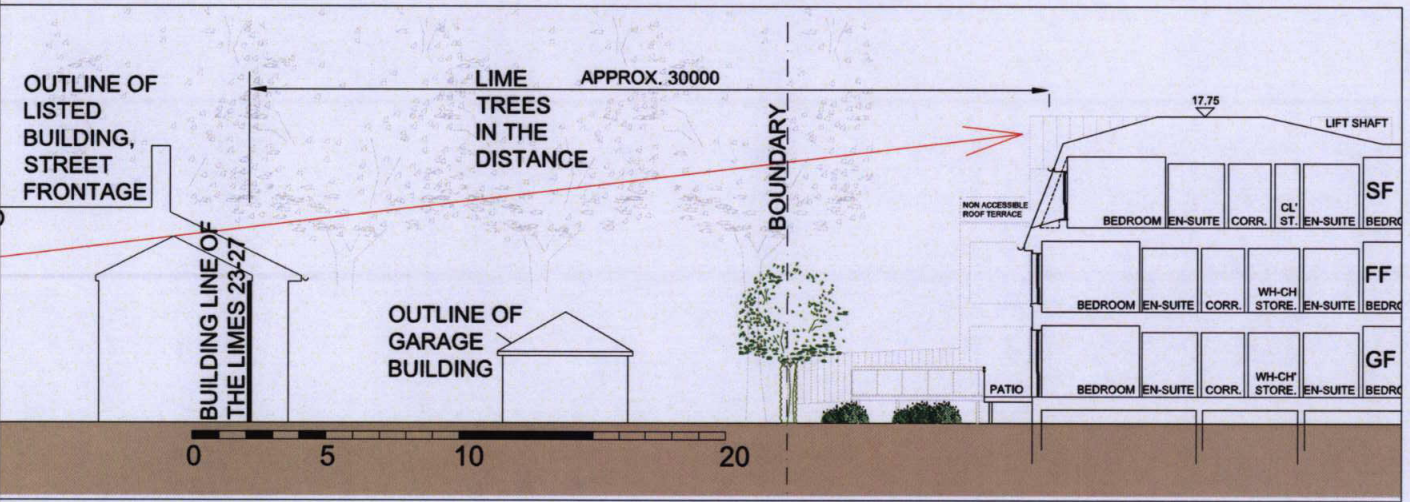 OUTLINE OF
LISTED
BUILDING,
STREET
FRONTAGE
LIME
TREES
IN THE
DISTANCE
APPROX. 30000
BOUNDARY
17.75
LIFT SHAFT
NON ACCESSIBLE
ROOF TERRACE
BUILDING LINE OF
THE LIMES 23-27
OUTLINE OF
GARAGE
BUILDING
BEDROOM
EN-SUITE
CORR.
CL'
ST.
EN-SUITE
SF
BEDRO
BEDROOM
EN-SUITE
CORR.
WH-CH
STORE.
EN-SUITE
FF
BEDRO
PATIO
BEDROOM
EN-SUITE
CORR.
WH-CH'
STORE.
EN-SUITE
GF
BEDRO
0 5 10 20